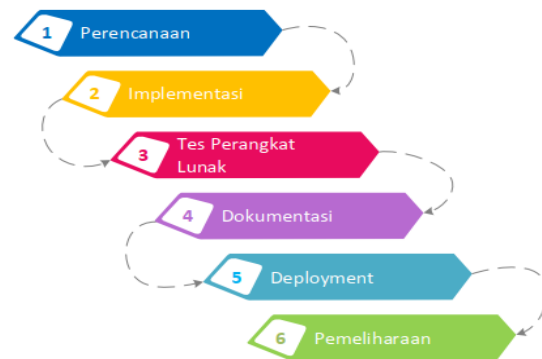 1 Perencanaan
2 Implementasi
3 Tes Perangkat
Lunak
4 Dokumentasi
5 Deployment
6 Pemeliharaan